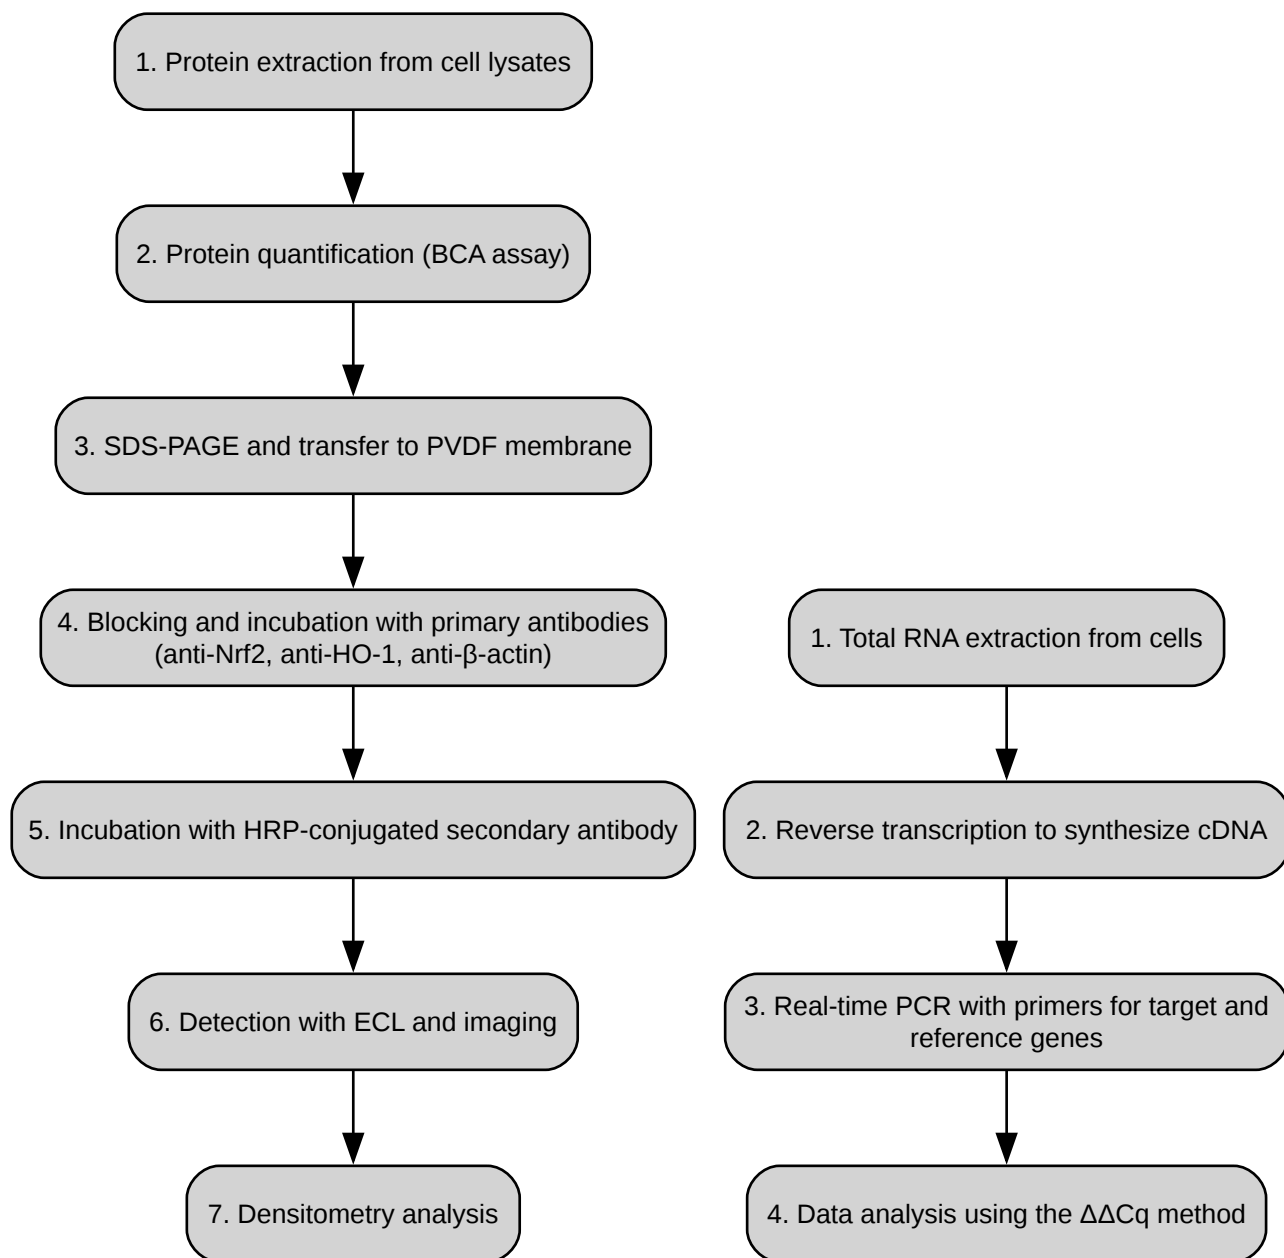 1. Protein extraction from cell lysates
2. Protein quantification (BCA assay)
3. SDS-PAGE and transfer to PVDF membrane
4. Blocking and incubation with primary antibodies
(anti-Nrf2, anti-HO-1, anti-β-actin)
5. Incubation with HRP-conjugated secondary antibody
6. Detection with ECL and imaging
7. Densitometry analysis
1. Total RNA extraction from cells
2. Reverse transcription to synthesize cDNA
3. Real-time PCR with primers for target and
reference genes
4. Data analysis using the ΔΔCq method